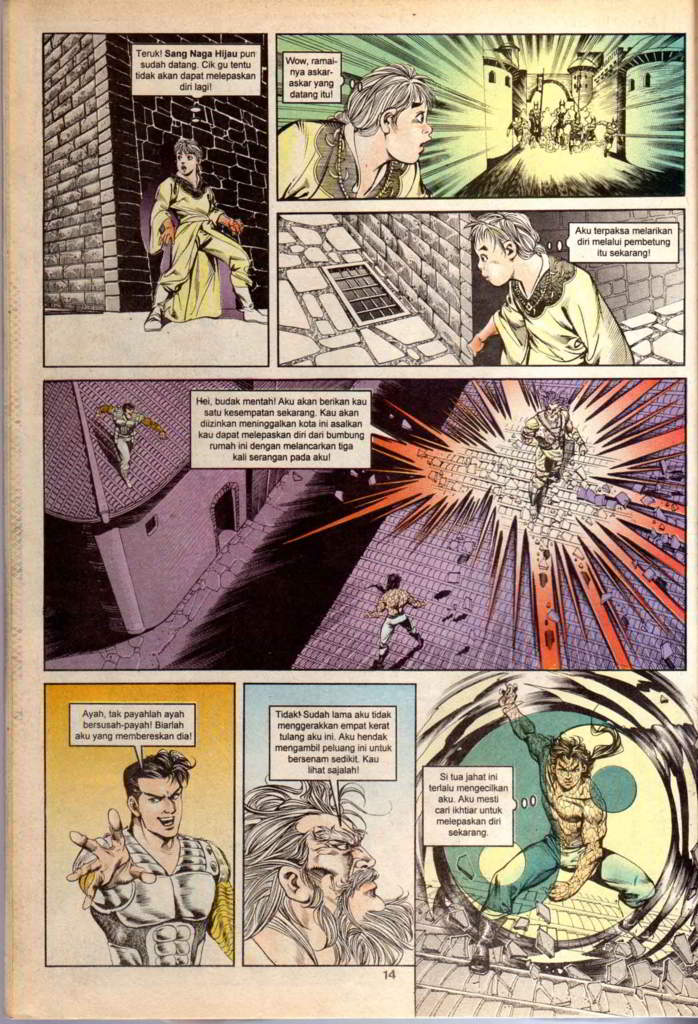 Teruk! Sang Naga Hijau pun
sudah datang. Cik gu tentu
tidak akan dapat melepaskan
diri lagi!
Wow, ramai-
nya askar-
askar yang
datang itu!
Aku terpaksa melarikan
diri melalui pembetung
itu sekarang!
Hei, budak mentah! Aku akan berikan kau
satu kesempatan sekarang. Kau akan
diizinkan meninggalkan kota ini asalkan
kau dapat melepaskan diri dari bumbung
rumah ini dengan melancarkan tiga
kali serangan pada aku!
Ayah, tak payahlah ayah
bersusah-payah! Biarlah
aku yang membereskan dia!
Tidak! Sudah lama aku tidak
menggerakkan empat kerat
tulang aku ini. Aku hendak
mengambil peluang ini untuk
bersenam sedikit. Kau
lihat sajalah!
Si tua jahat ini
terlalu mengecilkan
aku. Aku mesti
cari ikhtiar untuk
melepaskan diri
sekarang.
14